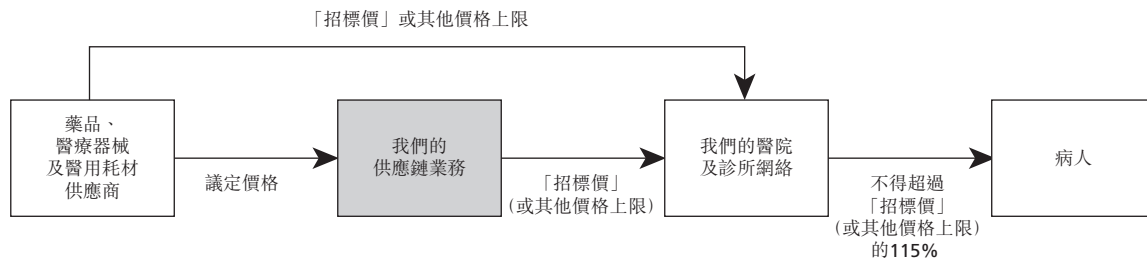 「招標價」或其他價格上限
藥品、
醫療器械
及醫用耗材
供應商
議定價格
我們的
供應鏈業務
「招標價」
(或其他價格上限)
我們的醫院
及診所網絡
不得超過
「招標價」
(或其他價格上限)
的115%
病人